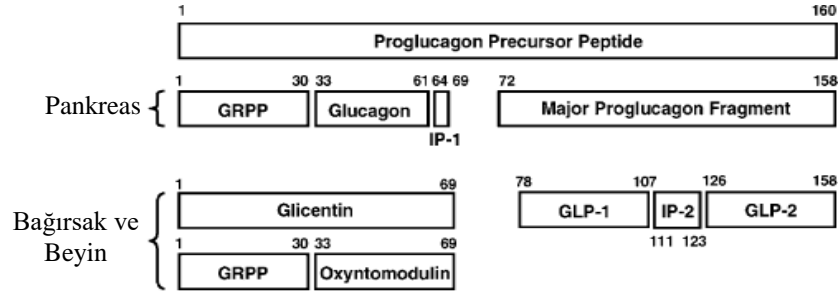 1 160
Proglucagon Precursor Peptide
1 30 33 61 64 69 72 158
Pankreas
GRPP Glucagon Major Proglucagon Fragment
IP-1
1 69 78 107 126 158
Glicentin GLP-1 IP-2 GLP-2
Bağırsak ve
Beyin
111 123
1 30 33 69
GRPP Oxyntomodulin